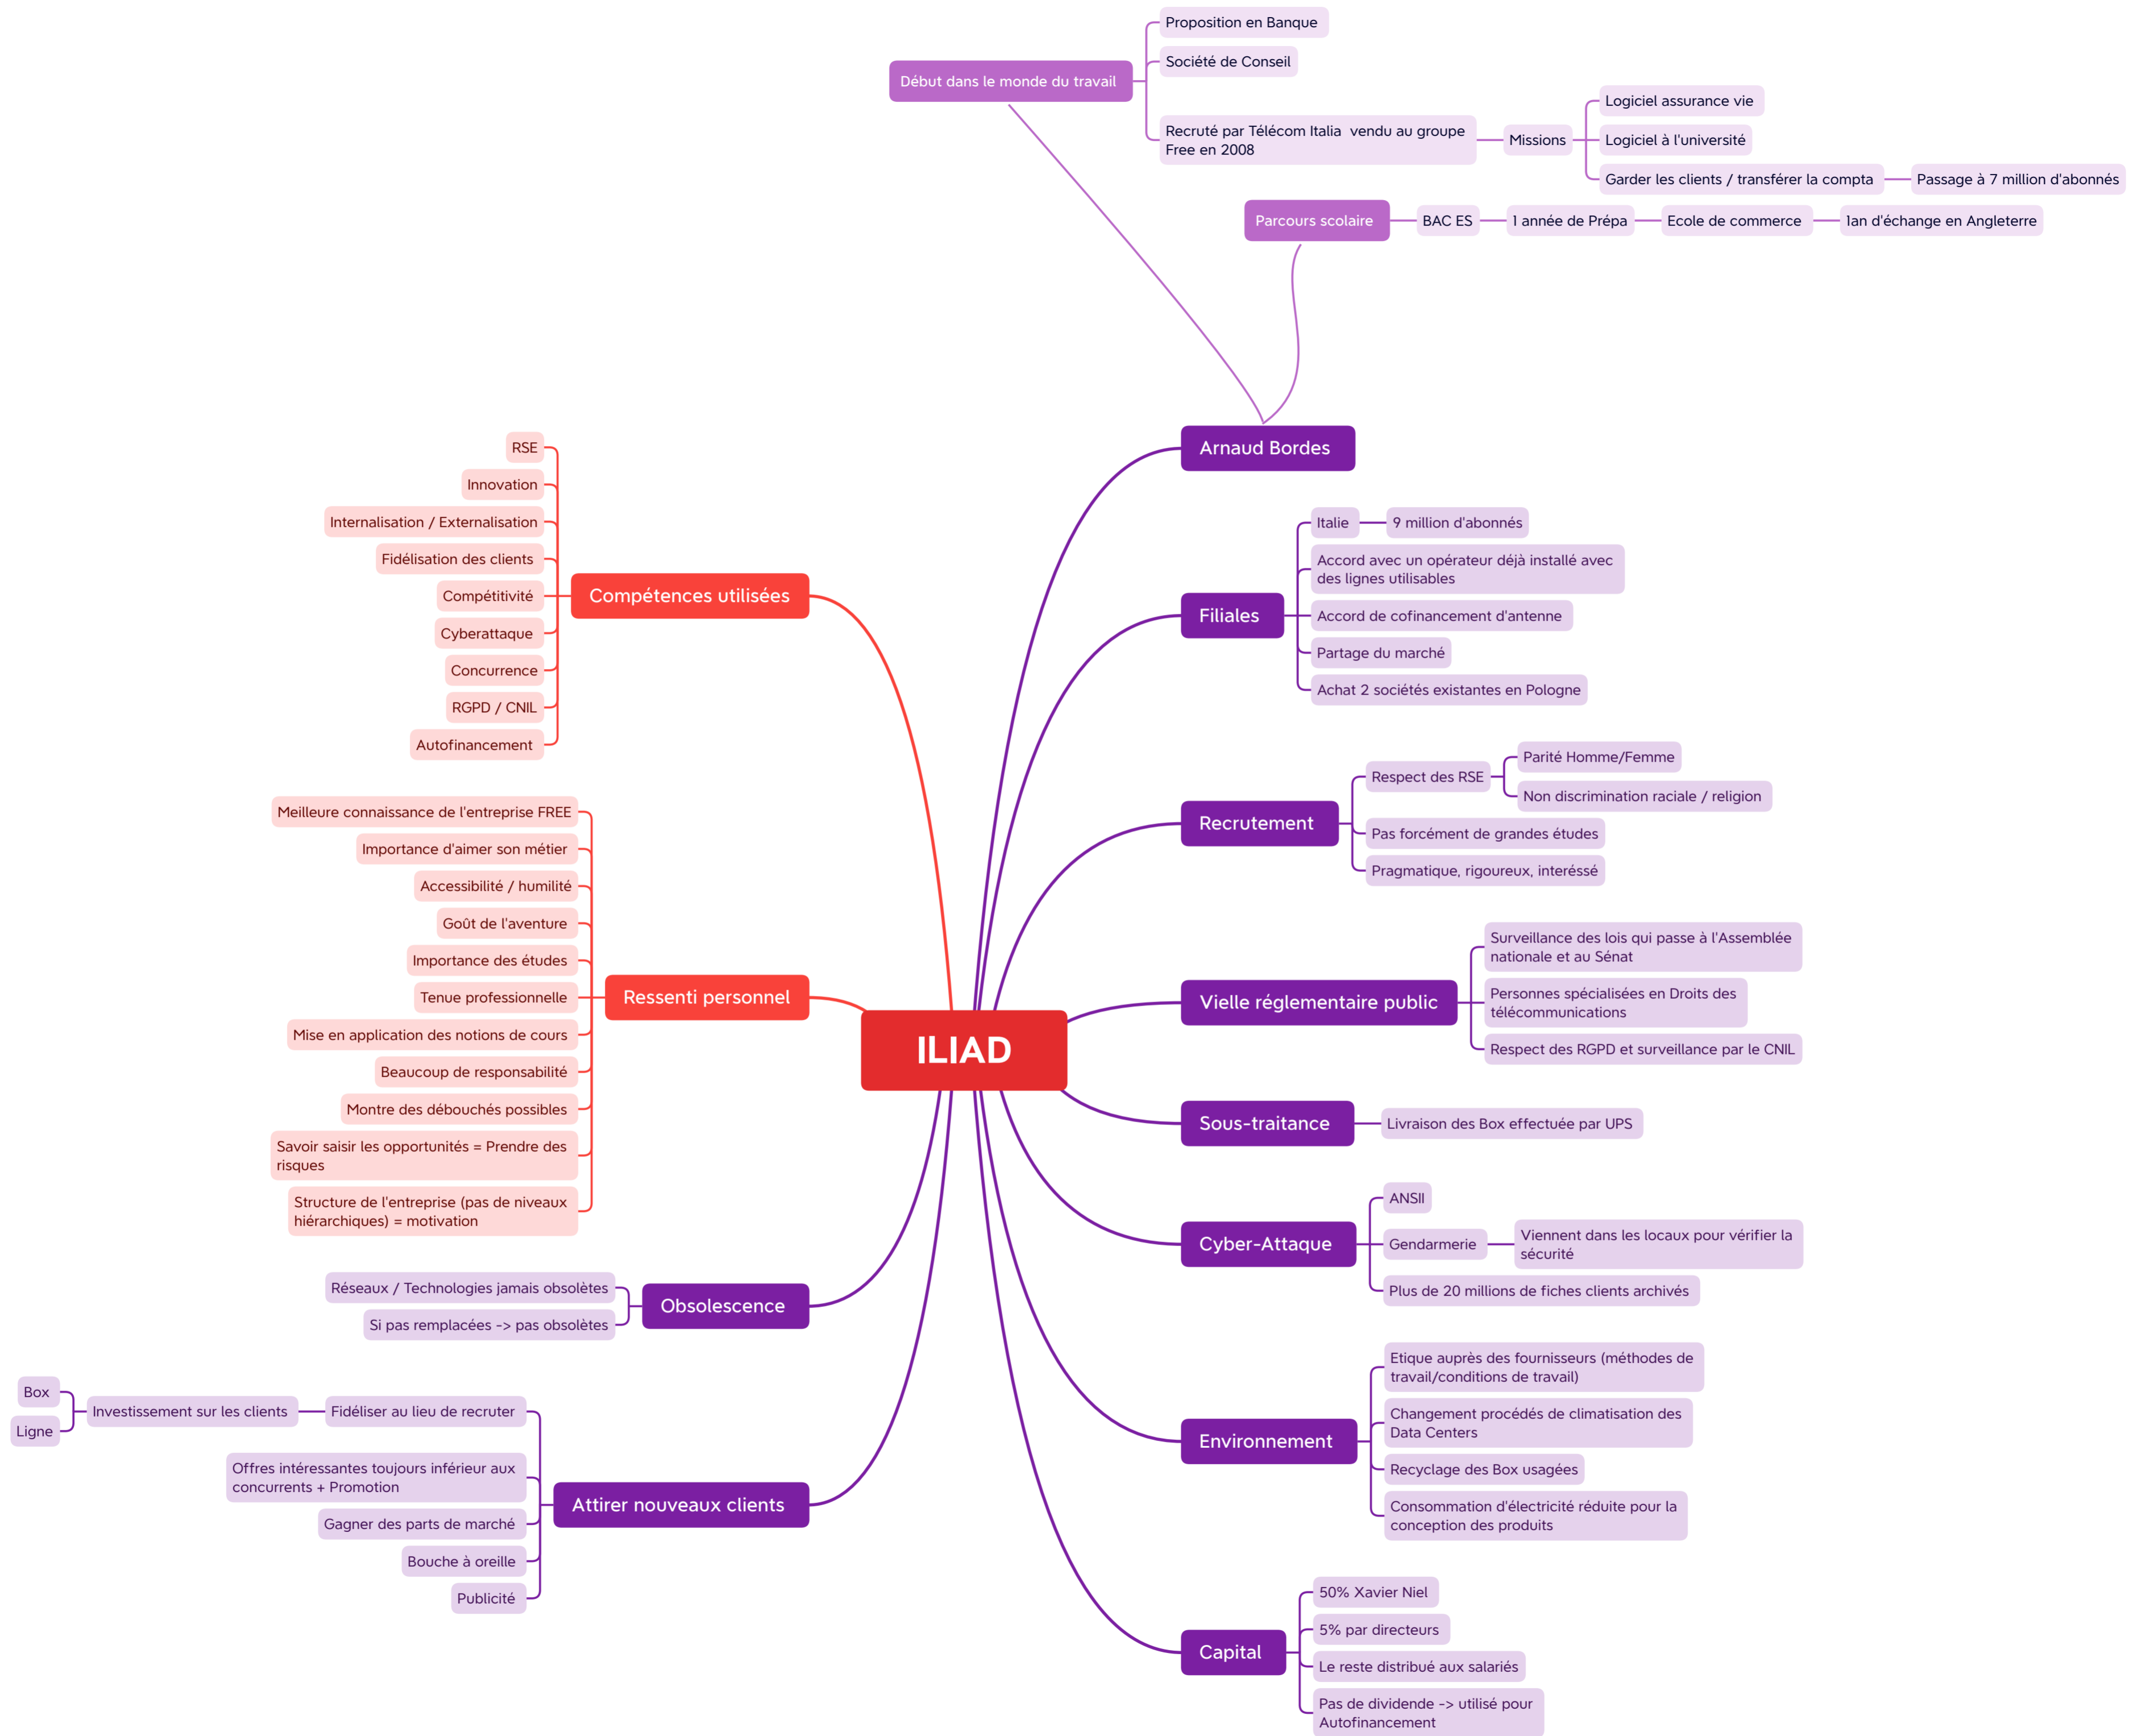 Proposition en Banque
Société de Conseil
Début dans le monde du travail
Recruté par Télécom Italia  vendu au groupe
Free en 2008
Missions
Logiciel assurance vie
Logiciel à l'université
Garder les clients / transférer la compta
Passage à 7 million d'abonnés
Parcours scolaire
BAC ES
1 année de Prépa
Ecole de commerce
1an d'échange en Angleterre
Arnaud Bordes
Filiales
Italie
9 million d'abonnés
Accord avec un opérateur déjà installé avec
des lignes utilisables
Accord de cofinancement d'antenne
Partage du marché
Achat 2 sociétés existantes en Pologne
Recrutement
Respect des RSE
Parité Homme/Femme
Non discrimination raciale / religion
Pas forcément de grandes études
Pragmatique, rigoureux, interéssé
Vielle réglementaire public
Surveillance des lois qui passe à l'Assemblée
nationale et au Sénat
Personnes spécialisées en Droits des
télécommunications
Respect des RGPD et surveillance par le CNIL
Sous-traitance
Livraison des Box effectuée par UPS
Cyber-Attaque
ANSII
Gendarmerie
Viennent dans les locaux pour vérifier la
sécurité
Plus de 20 millions de fiches clients archivés
Environnement
Etique auprès des fournisseurs (méthodes de
travail/conditions de travail)
Changement procédés de climatisation des
Data Centers
Recyclage des Box usagées
Consommation d'électricité réduite pour la
conception des produits
Capital
50% Xavier Niel
5% par directeurs
Le reste distribué aux salariés
Pas de dividende -> utilisé pour
Autofinancement
ILIAD
Compétences utilisées
RSE
Innovation
Internalisation / Externalisation
Fidélisation des clients
Compétitivité
Cyberattaque
Concurrence
RGPD / CNIL
Autofinancement
Ressenti personnel
Meilleure connaissance de l'entreprise FREE
Importance d'aimer son métier
Accessibilité / humilité
Goût de l'aventure
Importance des études
Tenue professionnelle
Mise en application des notions de cours
Beaucoup de responsabilité
Montre des débouchés possibles
Savoir saisir les opportunités = Prendre des
risques
Structure de l'entreprise (pas de niveaux
hiérarchiques) = motivation
Obsolescence
Réseaux / Technologies jamais obsolètes
Si pas remplacées -> pas obsolètes
Attirer nouveaux clients
Fidéliser au lieu de recruter
Investissement sur les clients
Box
Ligne
Offres intéressantes toujours inférieur aux
concurrents + Promotion
Gagner des parts de marché
Bouche à oreille
Publicité